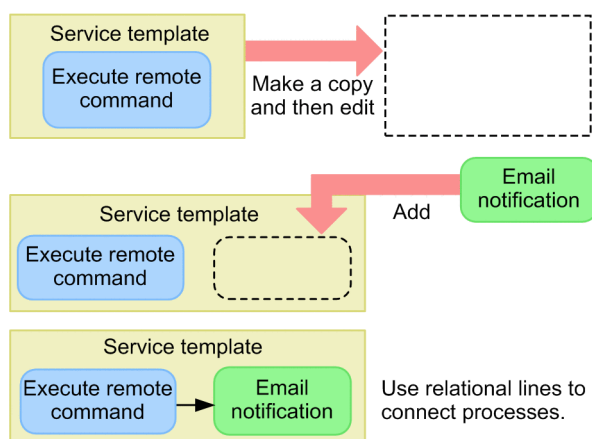 Service template
Execute remote
command
Make a copy
and then edit
Email
notification
Add
Service template
Execute remote
command
Service template
Execute remote
command
Email
notification
Use relational lines to
connect processes.